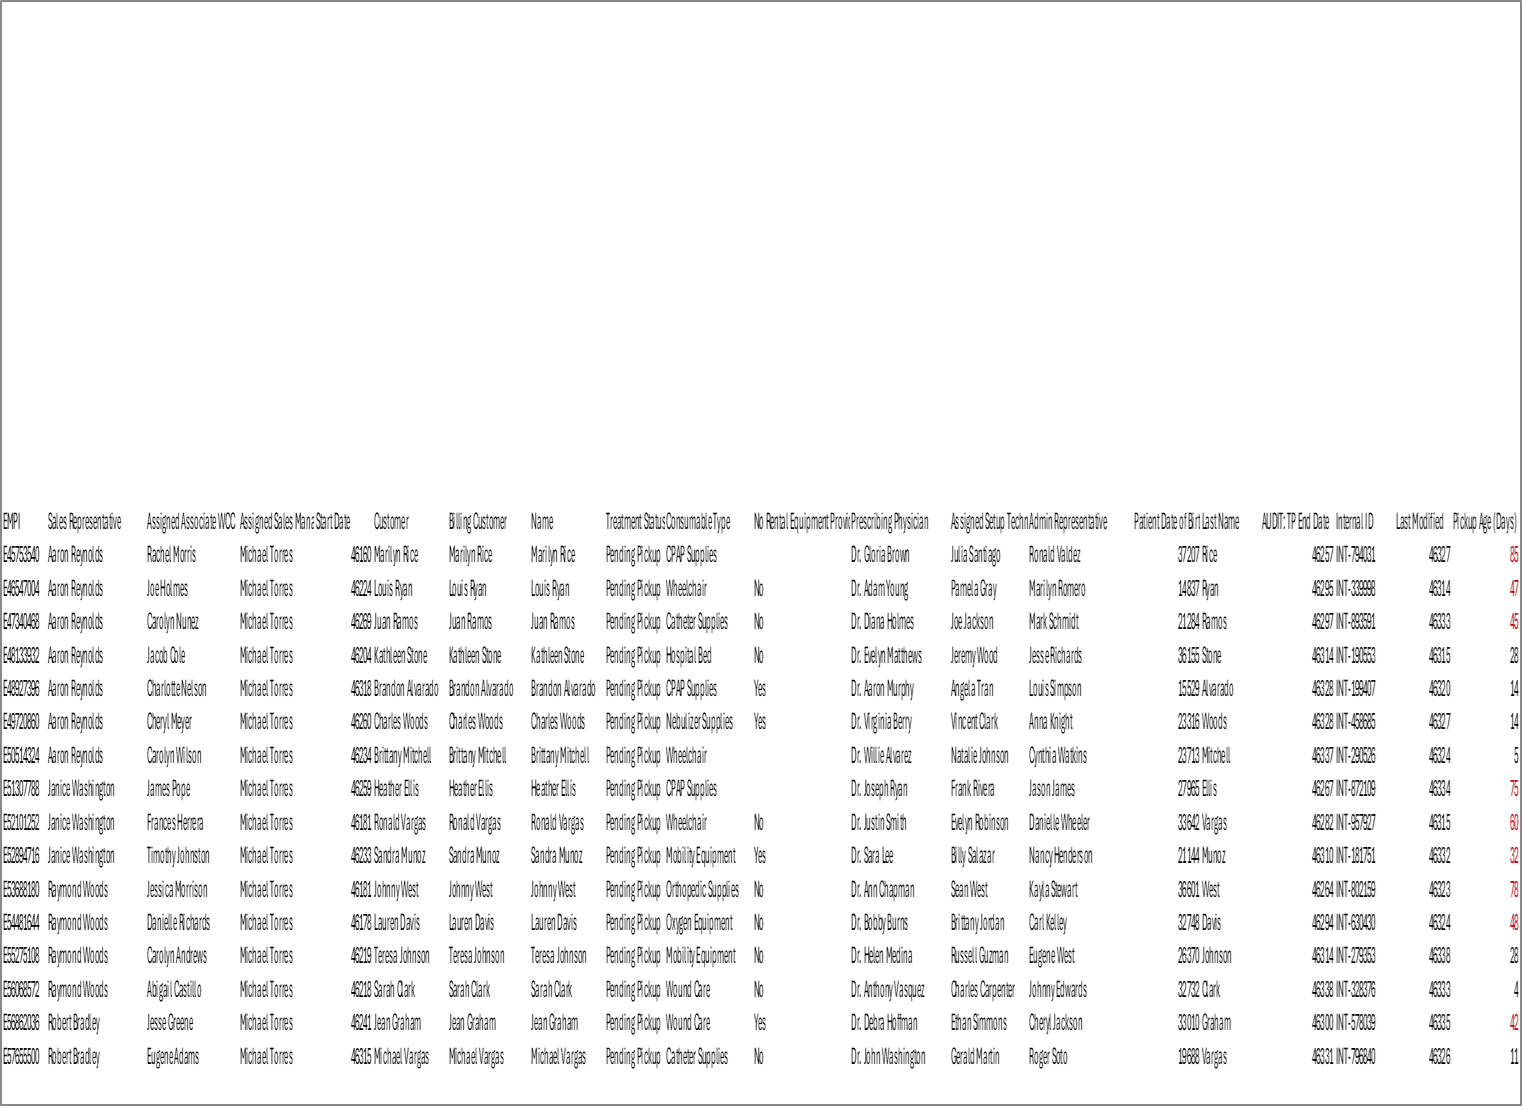 EMPI Sales Representative Assigned Associate WCC Assigned Sales Mana Start Date Customer Billing Customer Name Treatment Status Consumable Type No Rental Equipment Provi Prescribing Physician Assigned Setup Techn Admin Representative Patient Date of Birt Last Name AUDIT: TP End Date Internal ID Last Modified Pickup Age (Days)
E45753540 Aaron Reynolds Rachel Morris Michael Torres 46160 Marilyn Rice Marilyn Rice Marilyn Rice Pending Pickup CPAP Supplies Dr. Gloria Brown Julia Santiago Ronald Valdez 37207 Rice 46257 INT-794031 46327 85
E46547004 Aaron Reynolds Joe Holmes Michael Torres 46224 Louis Ryan Louis Ryan Louis Ryan Pending Pickup Wheelchair No Dr. Adam Young Pamela Gray Marilyn Romero 14837 Ryan 46295 INT-339998 46314 47
E47340468 Aaron Reynolds Carolyn Nunez Michael Torres 46269 Juan Ramos Juan Ramos Juan Ramos Pending Pickup Catheter Supplies No Dr. Diana Holmes Joe Jackson Mark Schmidt 21284 Ramos 46297 INT-893591 46333 45
E48133932 Aaron Reynolds Jacob Cole Michael Torres 46204 Kathleen Stone Kathleen Stone Kathleen Stone Pending Pickup Hospital Bed No Dr. Evelyn Matthews Jeremy Wood Jesse Richards 36155 Stone 46314 INT-190553 46315 28
E48927396 Aaron Reynolds Charlotte Nelson Michael Torres 46318 Brandon Alvarado Brandon Alvarado Brandon Alvarado Pending Pickup CPAP Supplies Yes Dr. Aaron Murphy Angela Tran Louis Simpson 15529 Alvarado 46328 INT-199407 46320 14
E49720860 Aaron Reynolds Cheryl Meyer Michael Torres 46260 Charles Woods Charles Woods Charles Woods Pending Pickup Nebulizer Supplies Yes Dr. Virginia Berry Vincent Clark Anna Knight 23316 Woods 46328 INT-458685 46327 14
E50514324 Aaron Reynolds Carolyn Wilson Michael Torres 46234 Brittany Mitchell Brittany Mitchell Brittany Mitchell Pending Pickup Wheelchair Dr. Willie Alvarez Natalie Johnson Cynthia Watkins 23713 Mitchell 46337 INT-290526 46324 5
E51307788 Janice Washington James Pope Michael Torres 46259 Heather Ellis Heather Ellis Heather Ellis Pending Pickup CPAP Supplies Dr. Joseph Ryan Frank Rivera Jason James 27965 Ellis 46267 INT-872109 46334 75
E52101252 Janice Washington Frances Herrera Michael Torres 46181 Ronald Vargas Ronald Vargas Ronald Vargas Pending Pickup Wheelchair No Dr. Justin Smith Evelyn Robinson Danielle Wheeler 33642 Vargas 46282 INT-957927 46315 60
E52894716 Janice Washington Timothy Johnston Michael Torres 46233 Sandra Munoz Sandra Munoz Sandra Munoz Pending Pickup Mobility Equipment Yes Dr. Sara Lee Billy Salazar Nancy Henderson 21144 Munoz 46310 INT-181751 46332 32
E53688180 Raymond Woods Jessica Morrison Michael Torres 46181 Johnny West Johnny West Johnny West Pending Pickup Orthopedic Supplies No Dr. Ann Chapman Sean West Kayla Stewart 36601 West 46264 INT-802159 46323 78
E54481644 Raymond Woods Danielle Richards Michael Torres 46178 Lauren Davis Lauren Davis Lauren Davis Pending Pickup Oxygen Equipment No Dr. Bobby Burns Brittany Jordan Carl Kelley 32748 Davis 46294 INT-630430 46324 48
E55275108 Raymond Woods Carolyn Andrews Michael Torres 46219 Teresa Johnson Teresa Johnson Teresa Johnson Pending Pickup Mobility Equipment No Dr. Helen Medina Russell Guzman Eugene West 26370 Johnson 46314 INT-279353 46338 28
E56068572 Raymond Woods Abigail Castillo Michael Torres 46218 Sarah Clark Sarah Clark Sarah Clark Pending Pickup Wound Care No Dr. Anthony Vasquez Charles Carpenter Johnny Edwards 32732 Clark 46338 INT-328376 46333 4
E56862036 Robert Bradley Jesse Greene Michael Torres 46241 Jean Graham Jean Graham Jean Graham Pending Pickup Wound Care Yes Dr. Debra Hoffman Ethan Simmons Cheryl Jackson 33010 Graham 46300 INT-578039 46335 42
E57655500 Robert Bradley Eugene Adams Michael Torres 46315 Michael Vargas Michael Vargas Michael Vargas Pending Pickup Catheter Supplies No Dr. John Washington Gerald Martin Roger Soto 19688 Vargas 46331 INT-796840 46326 11